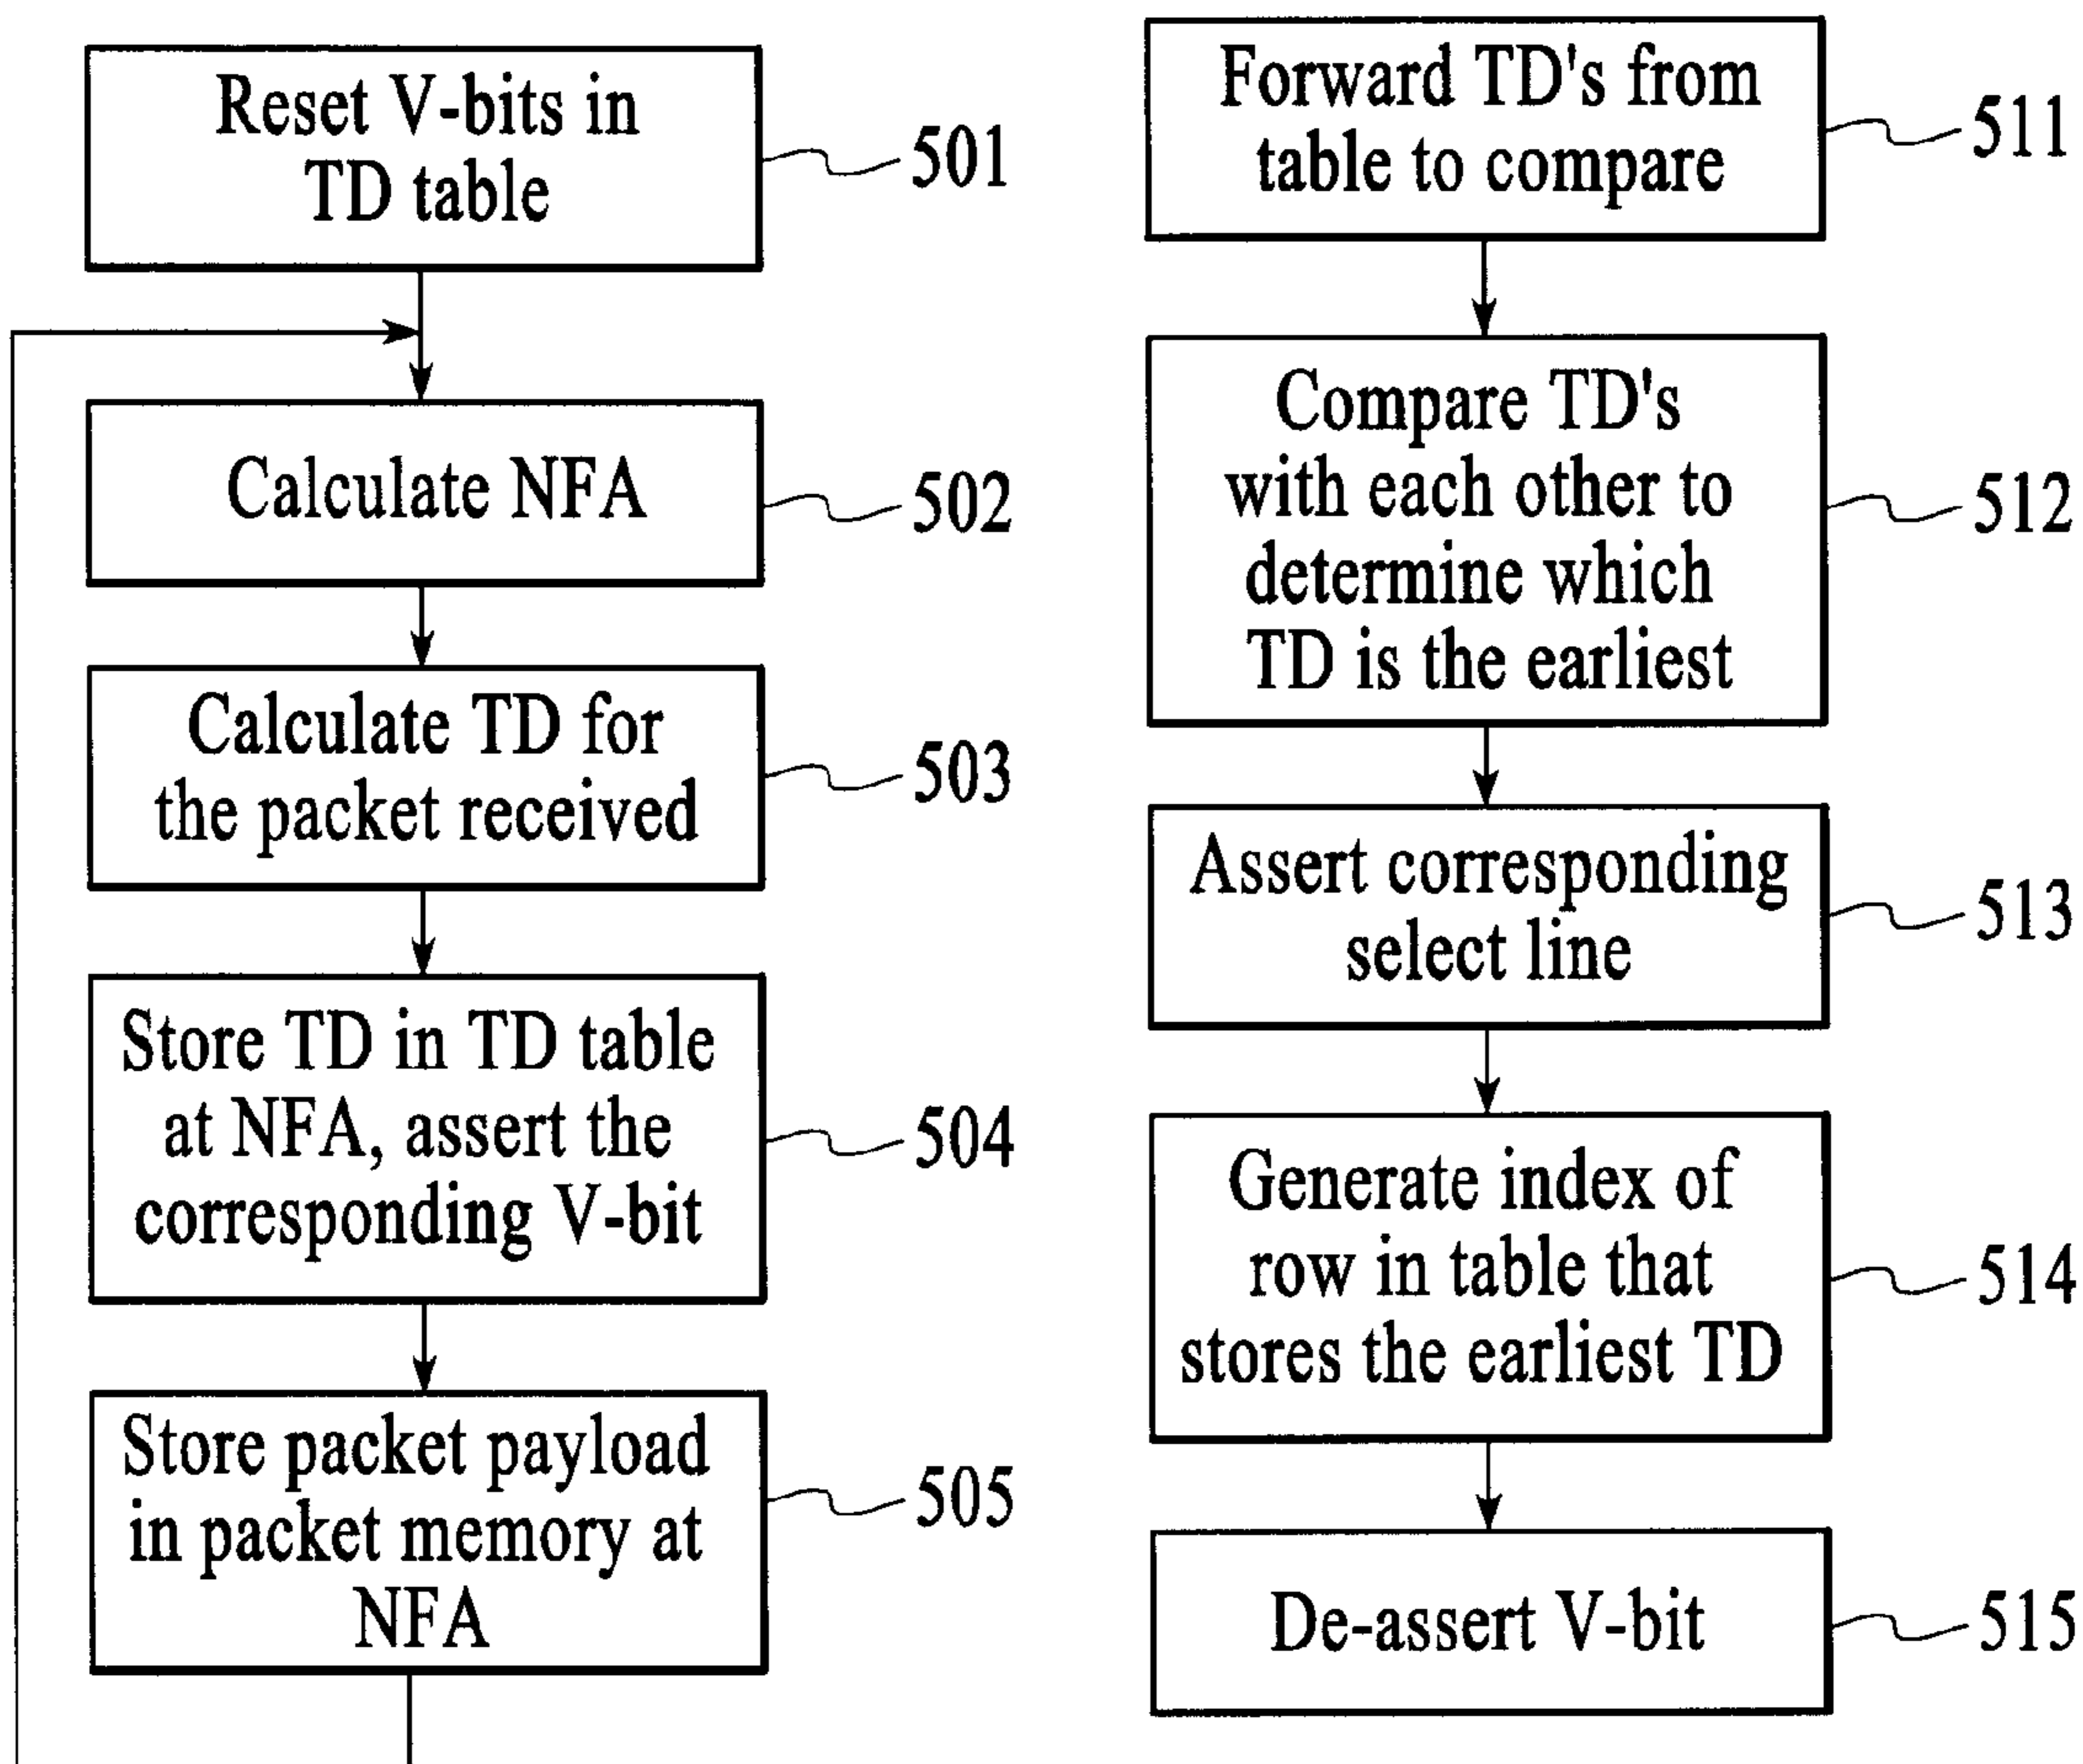 Reset V-bits in
TD table
501
Calculate NFA
502
Calculate TD for
the packet received
503
Store TD in TD table
at NFA, assert the
corresponding V-bit
504
Store packet payload
in packet memory at
NFA
505
Forward TD's from
table to compare
511
Compare TD's
with each other to
determine which
TD is the earliest
512
Assert corresponding
select line
513
Generate index of
row in table that
stores the earliest TD
514
De-assert V-bit
515